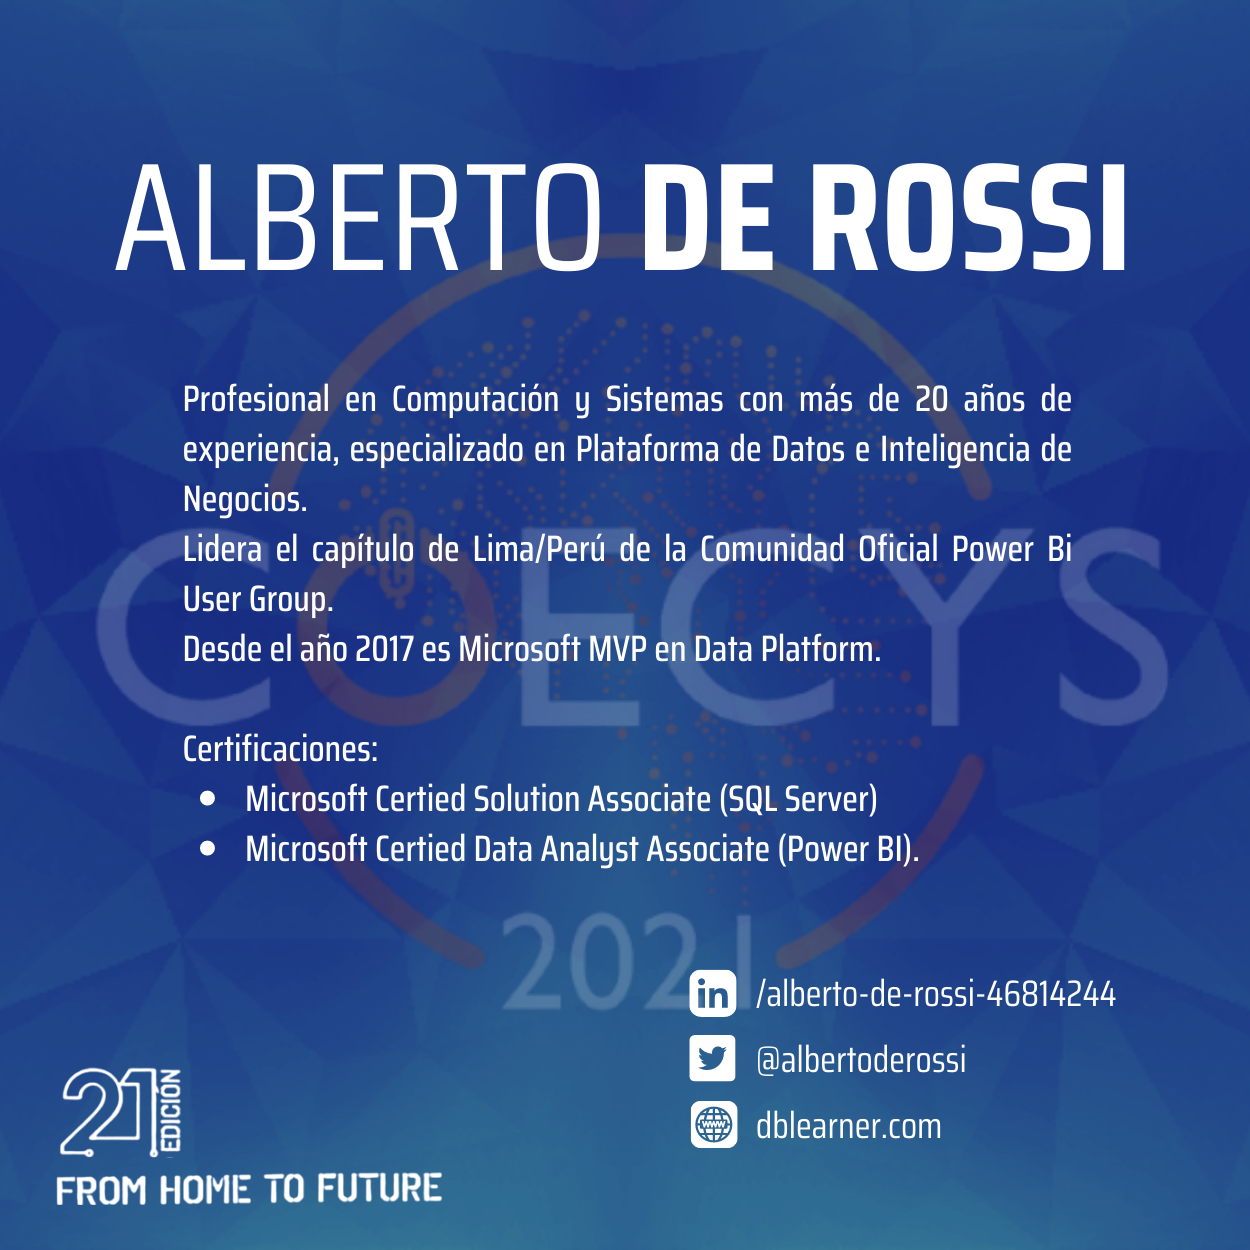 ALBERTO DE ROSSI
Profesional en Computación y Sistemas con más de 20 años de
experiencia, especializado en Plataforma de Datos e Inteligencia de
Negocios.
Lidera el capítulo de Lima/Perú de la Comunidad Oficial Power Bi
User Group.
Desde el año 2017 es Microsoft MVP en Data Platform.
COECYS
Certificaciones:
● Microsoft Certied Solution Associate (SQL Server)
● Microsoft Certied Data Analyst Associate (Power BI).
2021
in /alberto-de-rossi-46814244
@albertoderossi
www dblearner.com
21 EDICIÓN
FROM HOME TO FUTURE